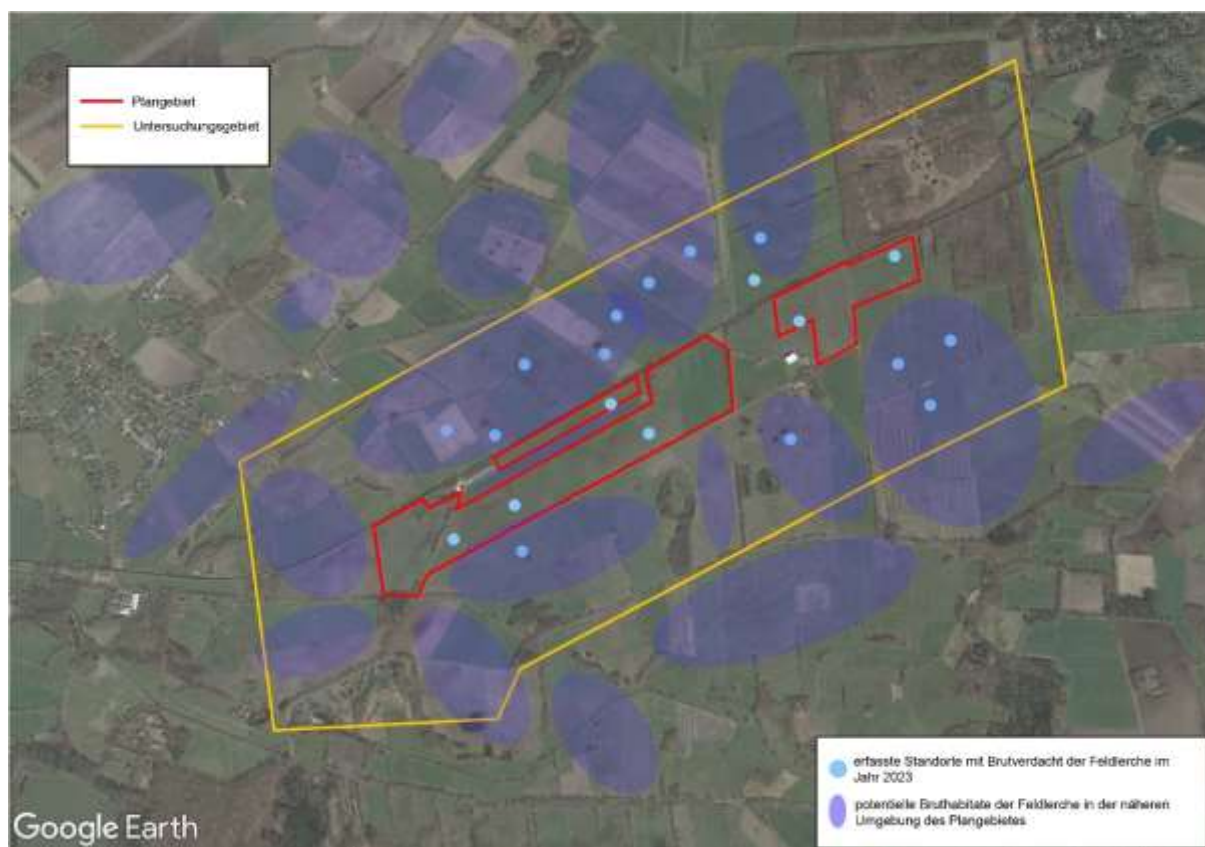 Plangebiet
Untersuchungsgebiet
erfasste Standorte mit Brutverdacht der Feldlerche im
Jahr 2023
potentielle Bruthabitate der Feldlerche in der näheren
Umgebung des Plangebietes
Google Earth